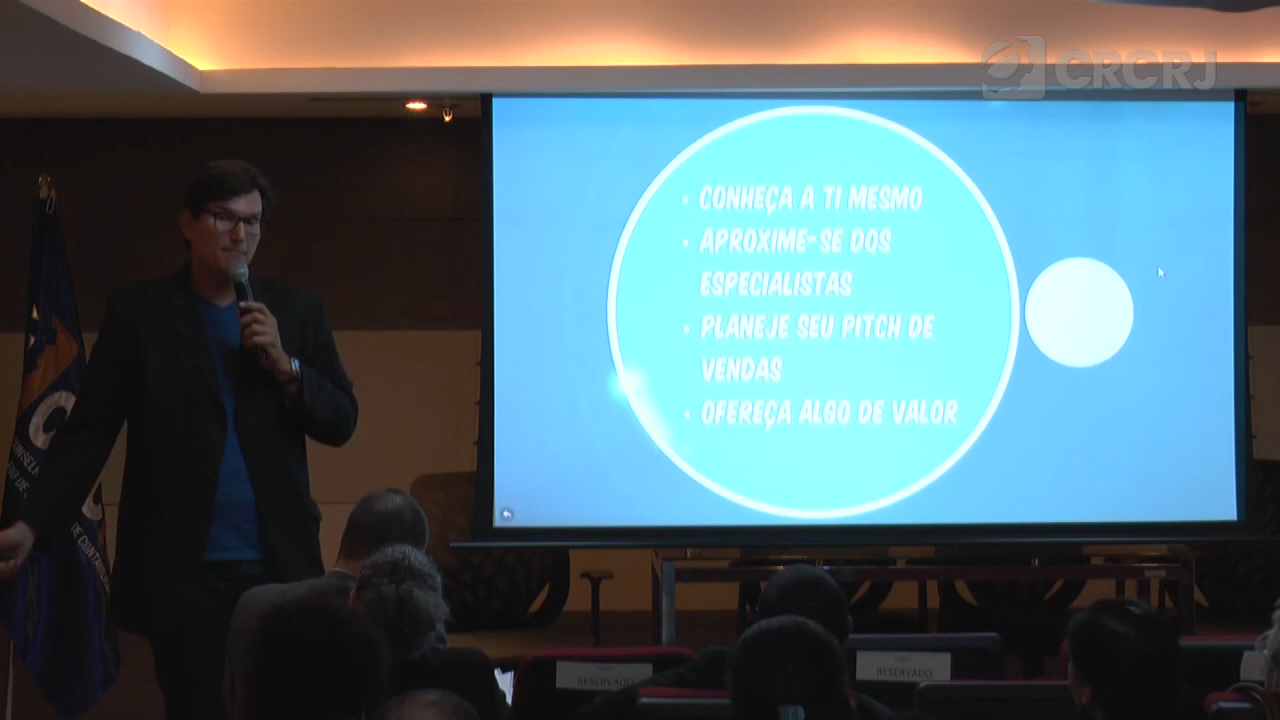 CRCRJ
• CONHEÇA A TI MESMO
• APROXIME-SE DOS
ESPECIALISTAS
• PLANEJE SEU PITCH DE
VENDAS
• OFEREÇA ALGO DE VALOR
RESERVADO
RESERVADO